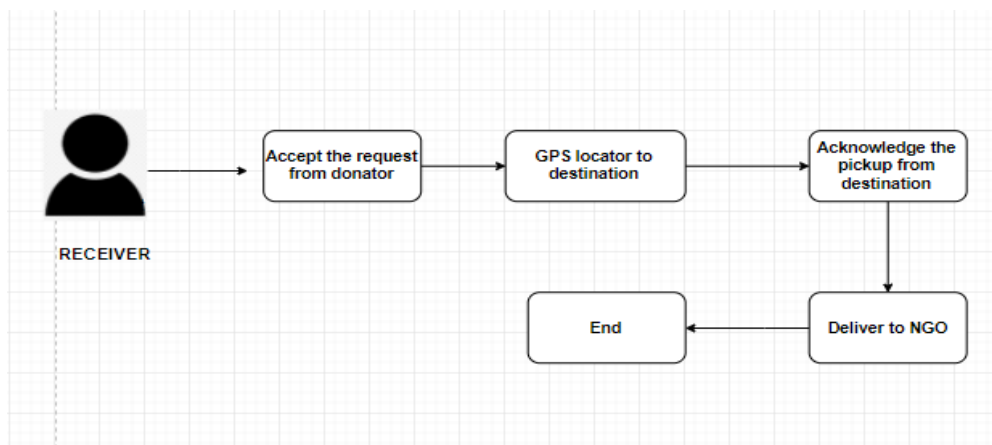 RECEIVER
Accept the request
from donator
GPS locator to
destination
Acknowledge the
pickup from
destination
Deliver to NGO
End